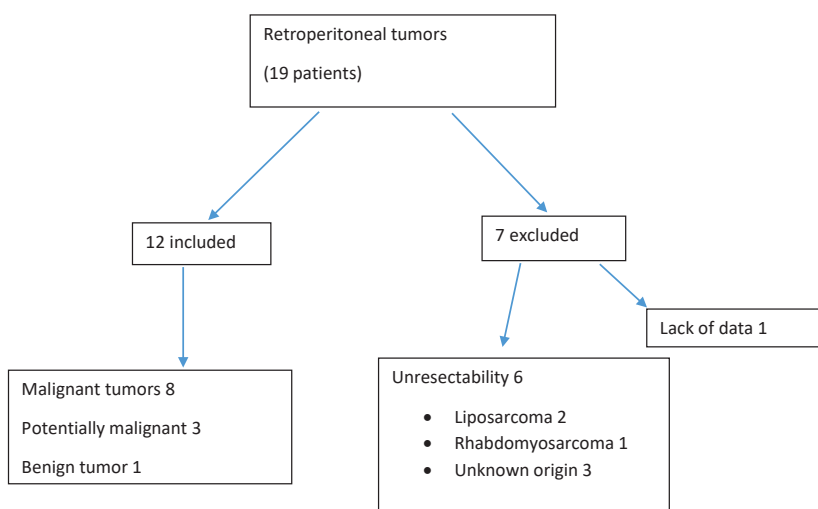 Retroperitoneal tumors
(19 patients)
12 included
7 excluded
Lack of data 1
Malignant tumors 8
Potentially malignant 3
Benign tumor 1
Unresectability 6
• Liposarcoma 2
• Rhabdomyosarcoma 1
• Unknown origin 3